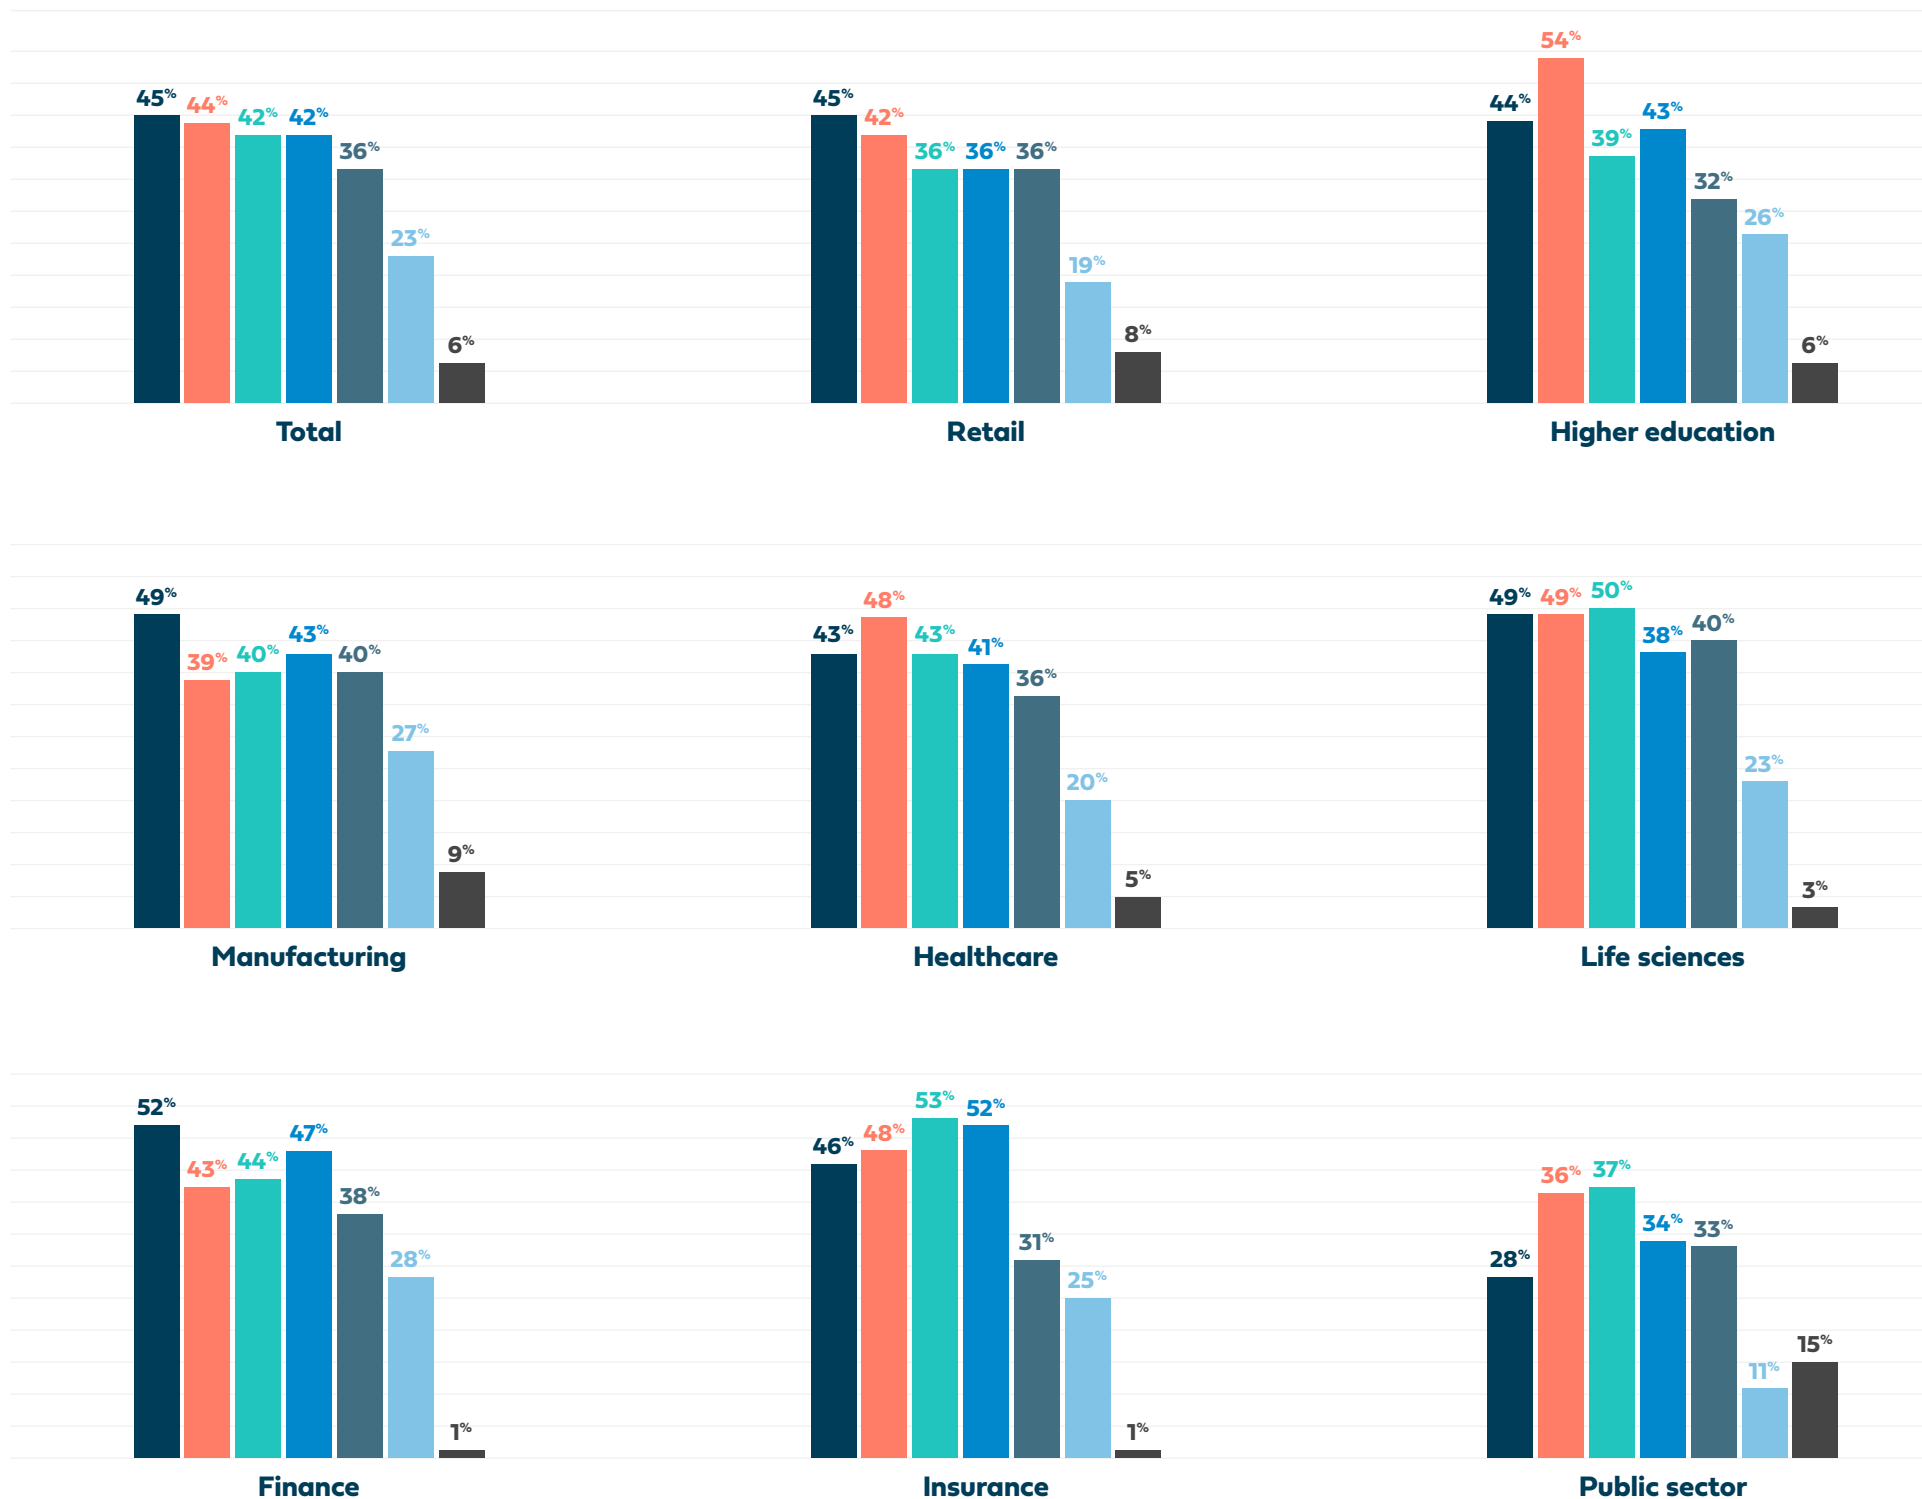 45% 44% 42% 42% 36% 23% 6%
Total
45% 42% 36% 36% 36% 19% 8%
Retail
44% 54% 39% 43% 32% 26% 6%
Higher education
49% 39% 40% 43% 40% 27% 9%
Manufacturing
43% 48% 43% 41% 36% 20% 5%
Healthcare
49% 49% 50% 38% 40% 23% 3%
Life sciences
52% 43% 44% 47% 38% 28% 1%
Finance
46% 48% 53% 52% 31% 25% 1%
Insurance
28% 36% 37% 34% 33% 11% 15%
Public sector